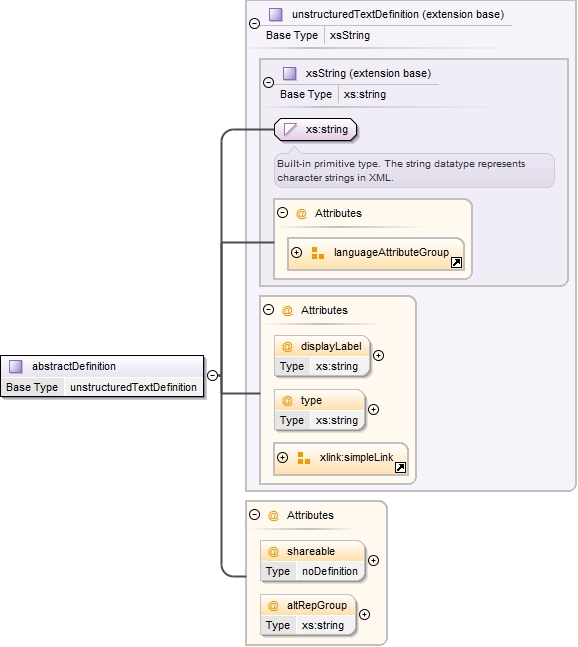 unstructuredTextDefinition (extension base)
Base Type xsString
xsString (extension base)
Base Type xs:string
xs:string
Built-in primitive type. The string datatype represents
character strings in XML.
@ Attributes
languageAttributeGroup
@ Attributes
@ displayLabel
Type xs:string
@ type
Type xs:string
xlink:simpleLink
abstractDefinition
Base Type unstructuredTextDefinition
@ Attributes
@ shareable
Type noDefinition
@ altRepGroup
Type xs:string